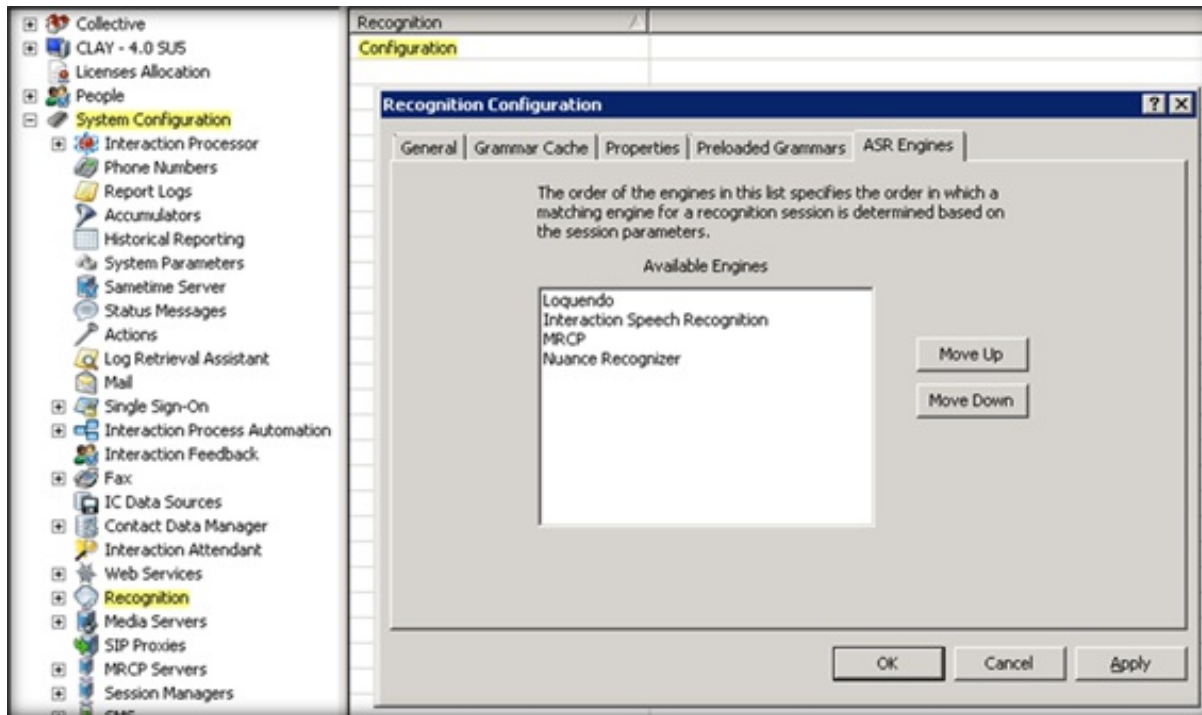 Collective
CLAY - 4.0 SU5
Licenses Allocation
People
System Configuration
Interaction Processor
Phone Numbers
Report Logs
Accumulators
Historical Reporting
System Parameters
Sametime Server
Status Messages
Actions
Log Retrieval Assistant
Mail
Single Sign-On
Interaction Process Automation
Interaction Feedback
Fax
IC Data Sources
Contact Data Manager
Interaction Attendant
Web Services
Recognition
Media Servers
SIP Proxies
MRCP Servers
Session Managers
Recognition
Configuration
Recognition Configuration
General
Grammar Cache
Properties
Preloaded Grammars
ASR Engines
The order of the engines in this list specifies the order in which a
matching engine for a recognition session is determined based on
the session parameters.
Available Engines
Loquendo
Interaction Speech Recognition
MRCP
Nuance Recognizer
Move Up
Move Down
OK
Cancel
Apply